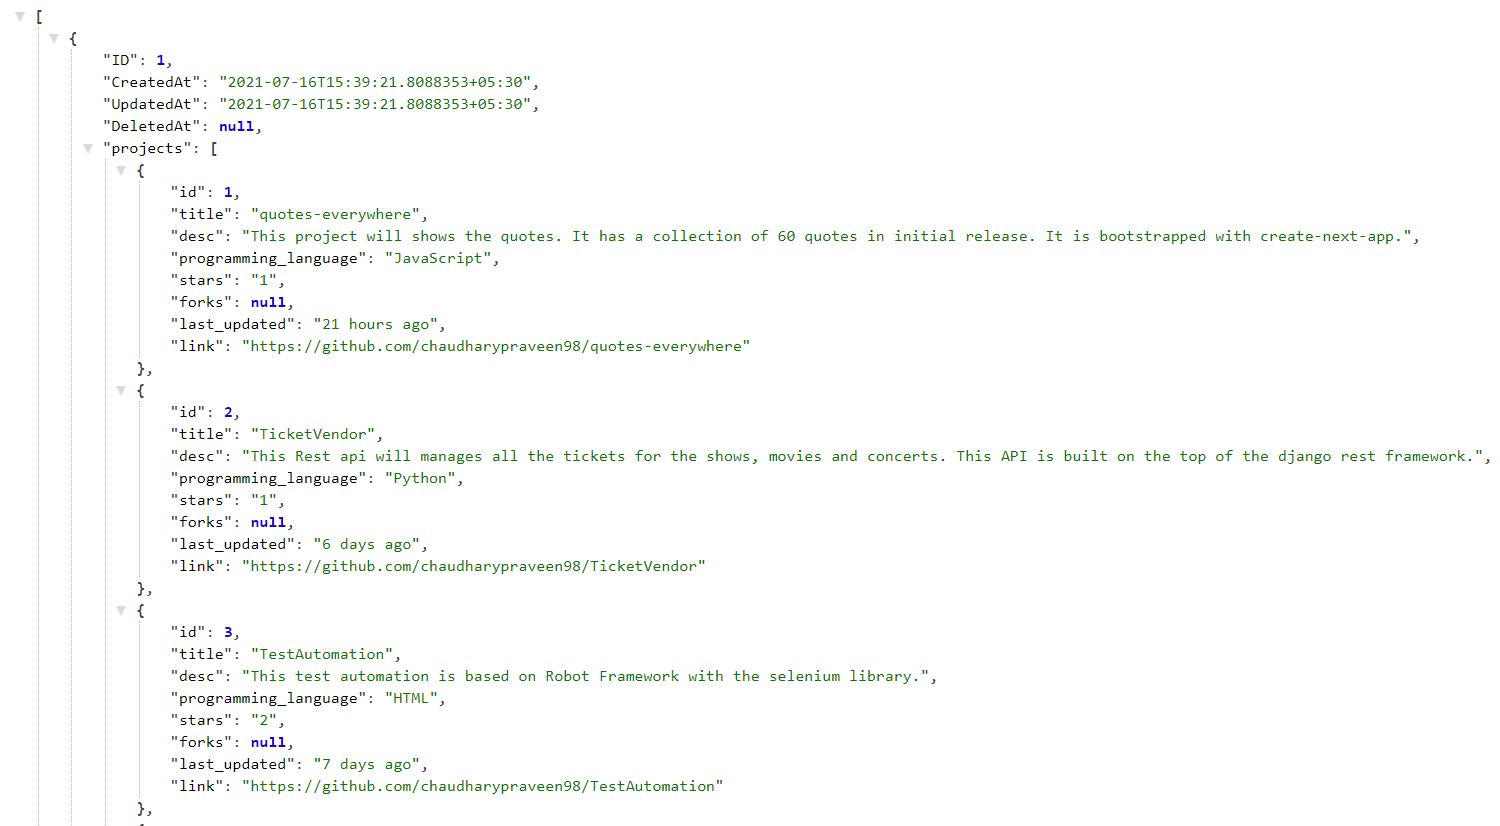 [
{
"ID": 1,
"CreatedAt": "2021-07-16T15:39:21.8088353+05:30",
"UpdatedAt": "2021-07-16T15:39:21.8088353+05:30",
"DeletedAt": null,
"projects": [
{
"id": 1,
"title": "quotes-everywhere",
"desc": "This project will shows the quotes. It has a collection of 60 quotes in initial release. It is bootstrapped with create-next-app.",
"programming_language": "JavaScript",
"stars": "1",
"forks": null,
"last_updated": "21 hours ago",
"link": "https://github.com/chaudharypraveen98/quotes-everywhere"
},
{
"id": 2,
"title": "TicketVendor",
"desc": "This Rest api will manages all the tickets for the shows, movies and concerts. This API is built on the top of the django rest framework.",
"programming_language": "Python",
"stars": "1",
"forks": null,
"last_updated": "6 days ago",
"link": "https://github.com/chaudharypraveen98/TicketVendor"
},
{
"id": 3,
"title": "TestAutomation",
"desc": "This test automation is based on Robot Framework with the selenium library.",
"programming_language": "HTML",
"stars": "2",
"forks": null,
"last_updated": "7 days ago",
"link": "https://github.com/chaudharypraveen98/TestAutomation"
},